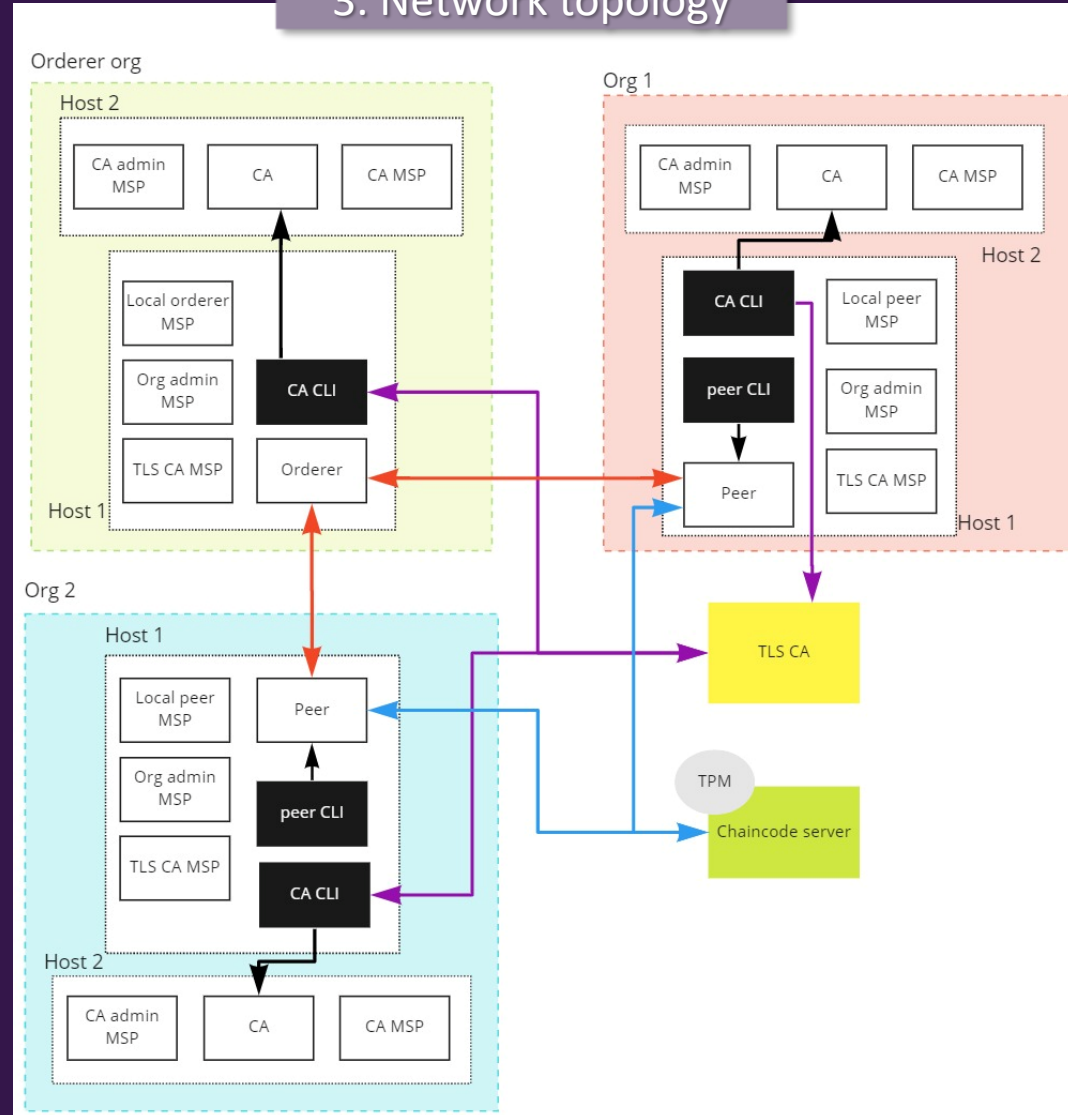 3. Network topology
Orderer org
Host 2
CA admin
MSP
CA
CA MSP
Local orderer
MSP
Org admin
MSP
CA CLI
TLS CA MSP
Orderer
Host 1
Org 1
CA admin
MSP
CA
CA MSP
Host 2
CA CLI
Local peer
MSP
peer CLI
Org admin
MSP
Peer
TLS CA MSP
Host 1
Org 2
Host 1
Local peer
MSP
Peer
Org admin
MSP
peer CLI
TLS CA MSP
CA CLI
Host 2
CA admin
MSP
CA
CA MSP
TLS CA
TPM
Chaincode server